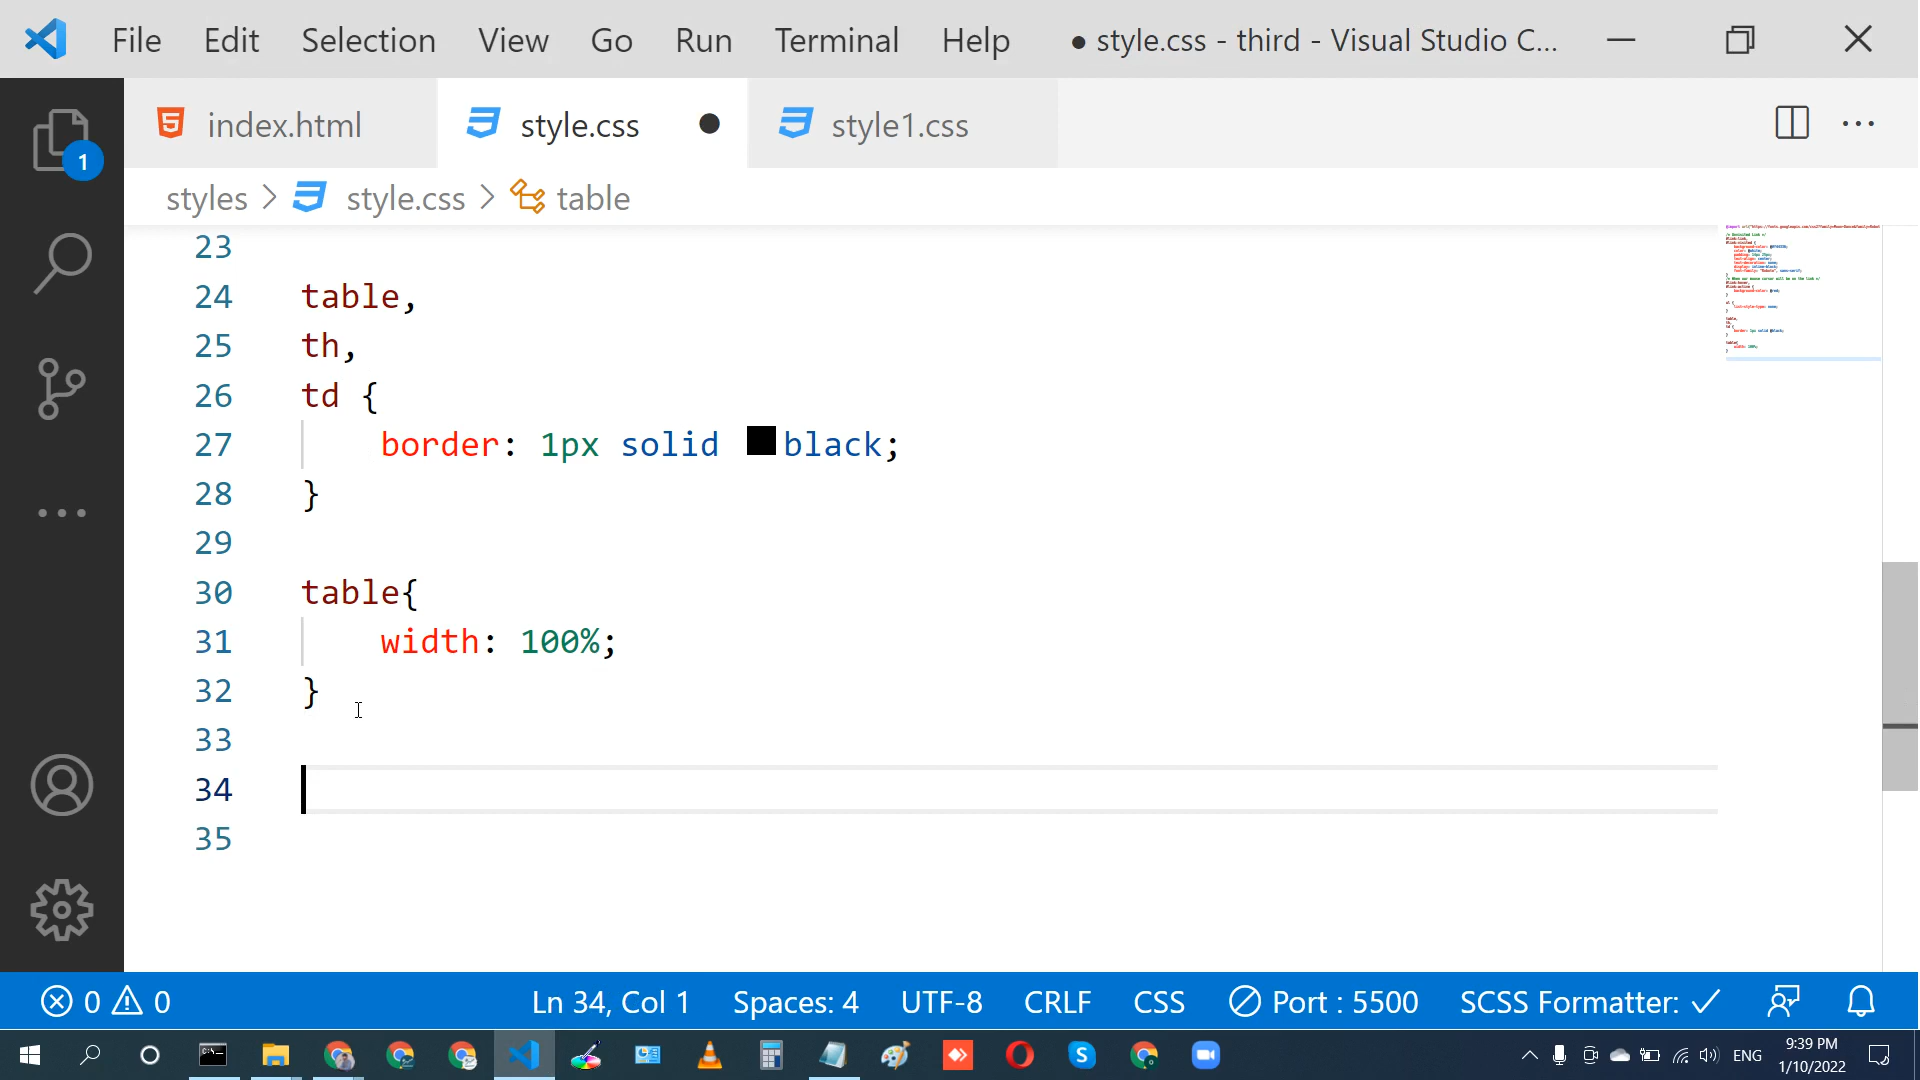 File Edit Selection View Go Run Terminal Help ● style.css - third - Visual Studio C...
index.html style.css ● style1.css
1
styles > style.css > table
23
24 table,
25 th,
26 td {
27 border: 1px solid black;
28 }
29
30 table{
31 width: 100%;
32 }
33
34
35
0 0 Ln 34, Col 1 Spaces: 4 UTF-8 CRLF CSS Port : 5500 SCSS Formatter: ✓
ENG 9:39 PM
1/10/2022